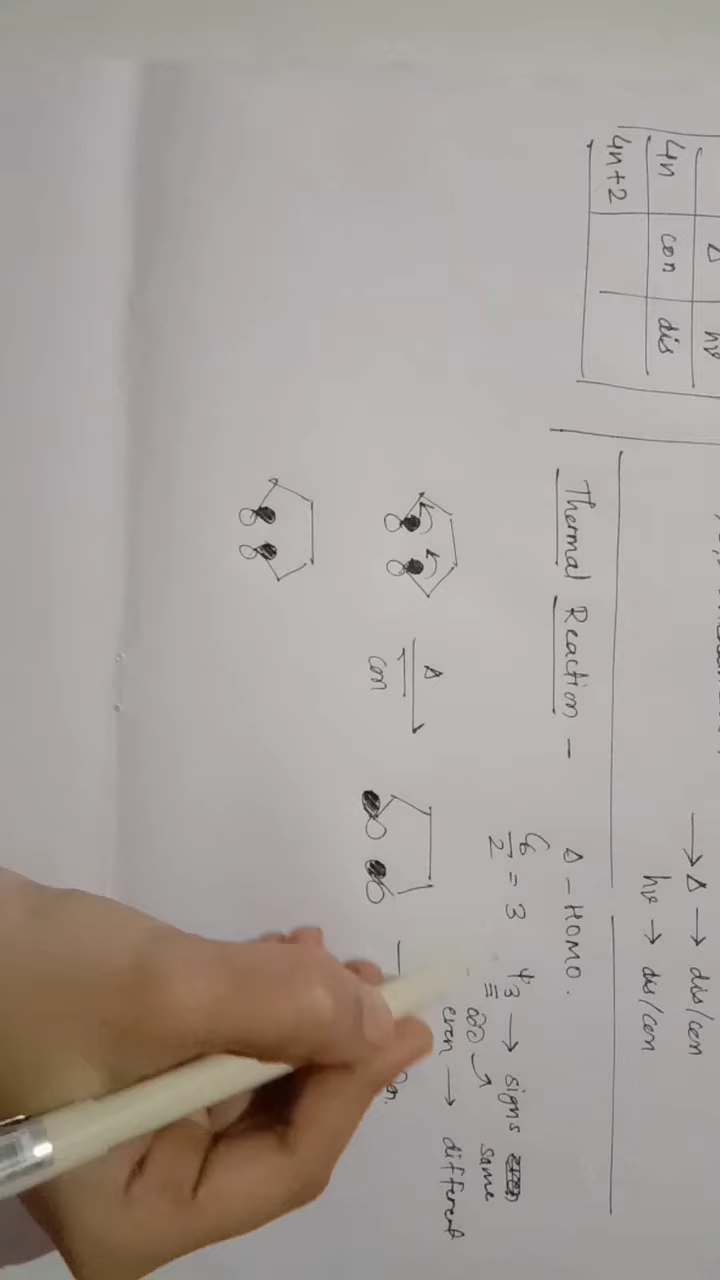 Δ hν
4n con dis
4n+2
→ Δ → dis/con
hν → dis/con
Thermal Reaction – Δ – HOMO.
6/2 = 3 ψ3 → signs same
odd
even → different
Δ
con